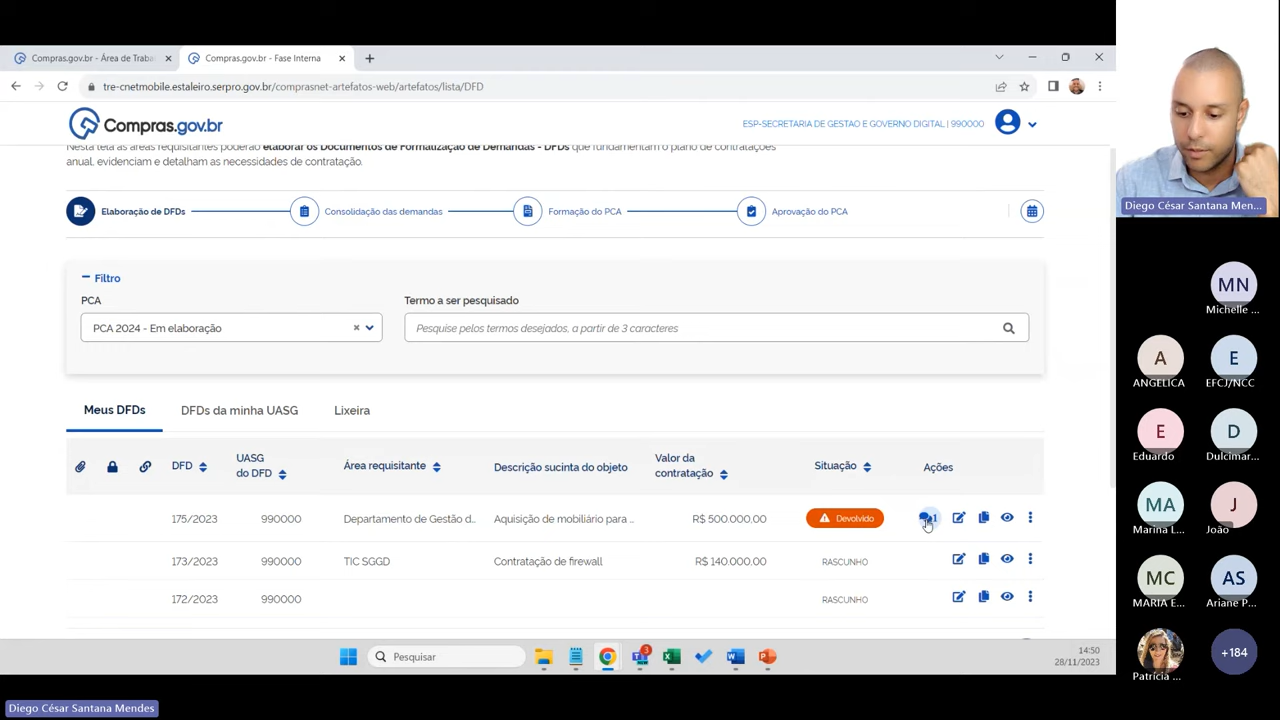 Compras.gov.br - Área de Traba
Compras.gov.br - Fase Interna
tre-cnetmobile.estaleiro.serpro.gov.br/comprasnet-artefatos-web/artefatos/lista/DFD
Compras.gov.br
ESP-SECRETARIA DE GESTAO E GOVERNO DIGITAL | 990000
Nesta tela as áreas requisitantes poderão elaborar os Documentos de Formalização de Demandas - DFDs que fundamentam o plano de contratações
anual, evidenciam e detalham as necessidades de contratação.
Elaboração de DFDs
Consolidação das demandas
Formação do PCA
Aprovação do PCA
Filtro
PCA
Termo a ser pesquisado
PCA 2024 - Em elaboração
Pesquise pelos termos desejados, a partir de 3 caracteres
Meus DFDs
DFDs da minha UASG
Lixeira
DFD
UASG
do DFD
Área requisitante
Descrição sucinta do objeto
Valor da
contratação
Situação
Ações
175/2023
990000
Departamento de Gestão d...
Aquisição de mobiliário para ...
R$ 500.000,00
Devolvido
1
173/2023
990000
TIC SGGD
Contratação de firewall
R$ 140.000,00
RASCUNHO
172/2023
990000
RASCUNHO
Pesquisar
3
14:50
28/11/2023
Diego César Santana Men...
MN
Michelle ...
A
ANGELICA
E
EFCJ/NCC
E
Eduardo
D
Dulcimar...
MA
Marina L...
J
João
MC
MARIA E...
AS
Ariane P...
Patrícia ...
+184
Diego César Santana Mendes